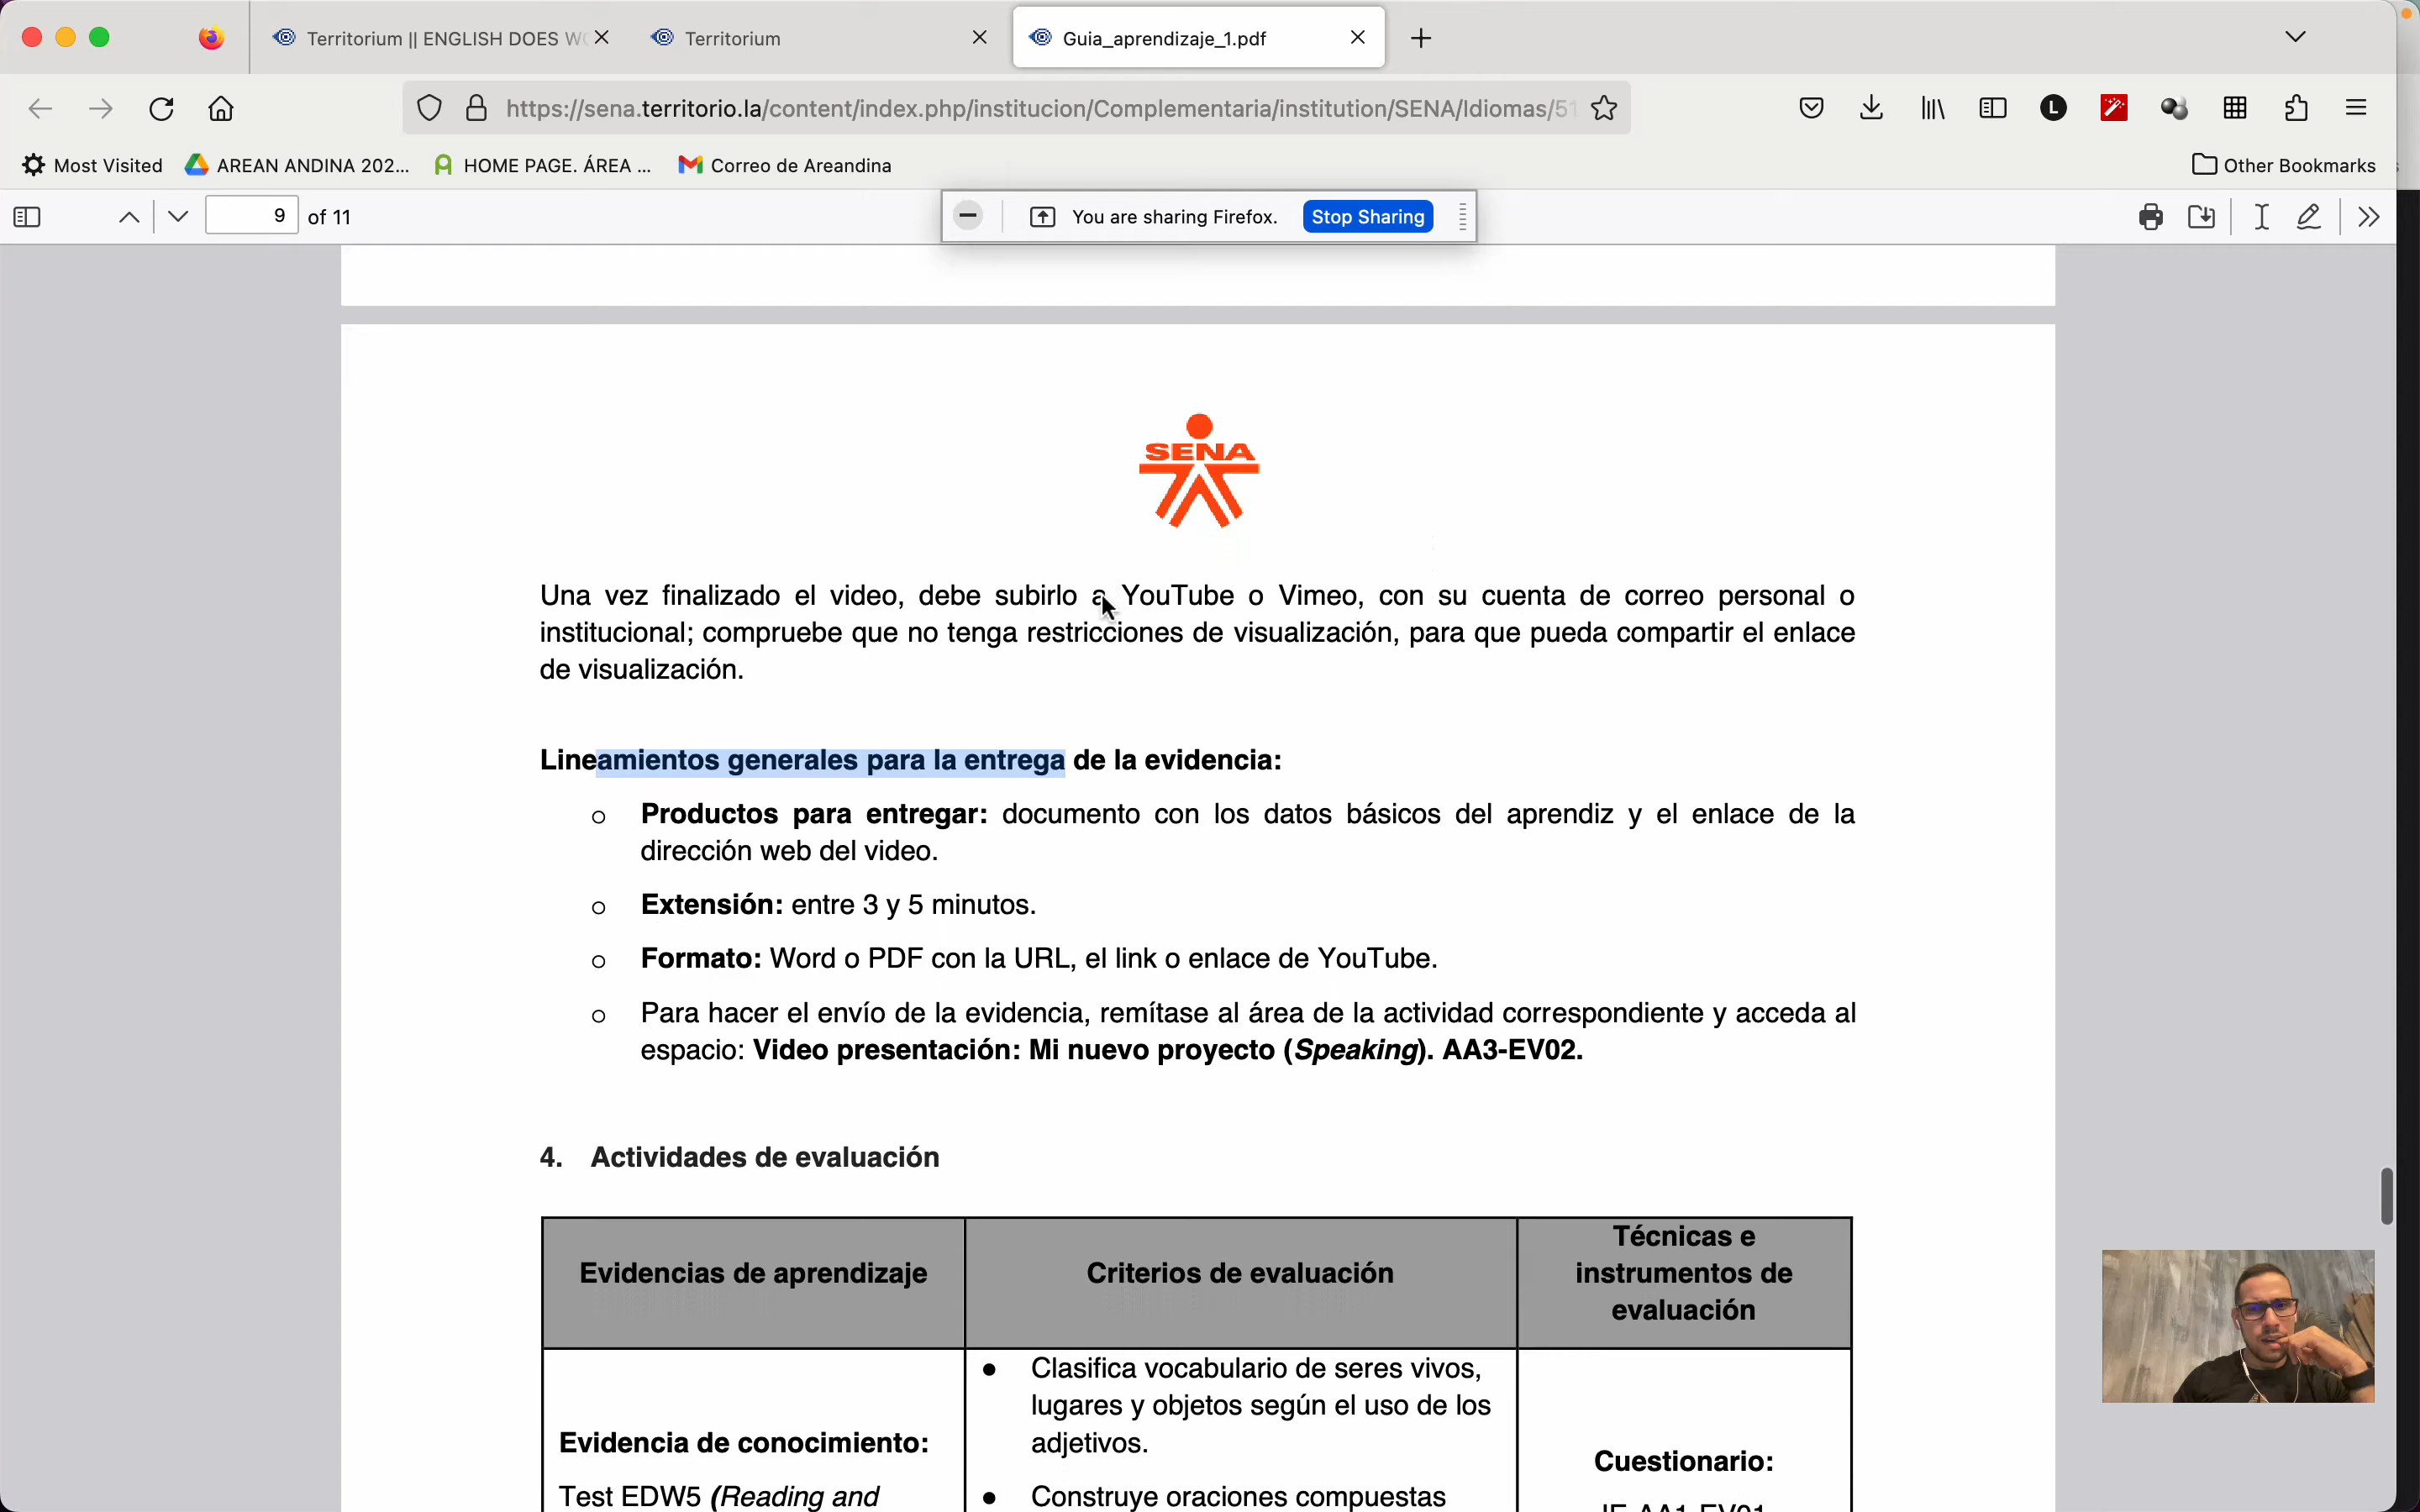 Territorium || ENGLISH DOES WO
Territorium
Guia_aprendizaje_1.pdf
https://sena.territorio.la/content/index.php/institucion/Complementaria/institution/SENA/Idiomas/51
L
Most Visited
AREAN ANDINA 202...
HOME PAGE. ÁREA ...
Correo de Areandina
Other Bookmarks
9 of 11
You are sharing Firefox.
Stop Sharing
SENA
Una vez finalizado el video, debe subirlo a YouTube o Vimeo, con su cuenta de correo personal o
institucional; compruebe que no tenga restricciones de visualización, para que pueda compartir el enlace
de visualización.
Lineamientos generales para la entrega de la evidencia:
o Productos para entregar: documento con los datos básicos del aprendiz y el enlace de la
dirección web del video.
o Extensión: entre 3 y 5 minutos.
o Formato: Word o PDF con la URL, el link o enlace de YouTube.
o Para hacer el envío de la evidencia, remítase al área de la actividad correspondiente y acceda al
espacio: Video presentación: Mi nuevo proyecto (Speaking). AA3-EV02.
4. Actividades de evaluación
Evidencias de aprendizaje
Criterios de evaluación
Técnicas e
instrumentos de
evaluación
Evidencia de conocimiento:
Test EDW5 (Reading and
● Clasifica vocabulario de seres vivos,
lugares y objetos según el uso de los
adjetivos.
● Construye oraciones compuestas
Cuestionario: